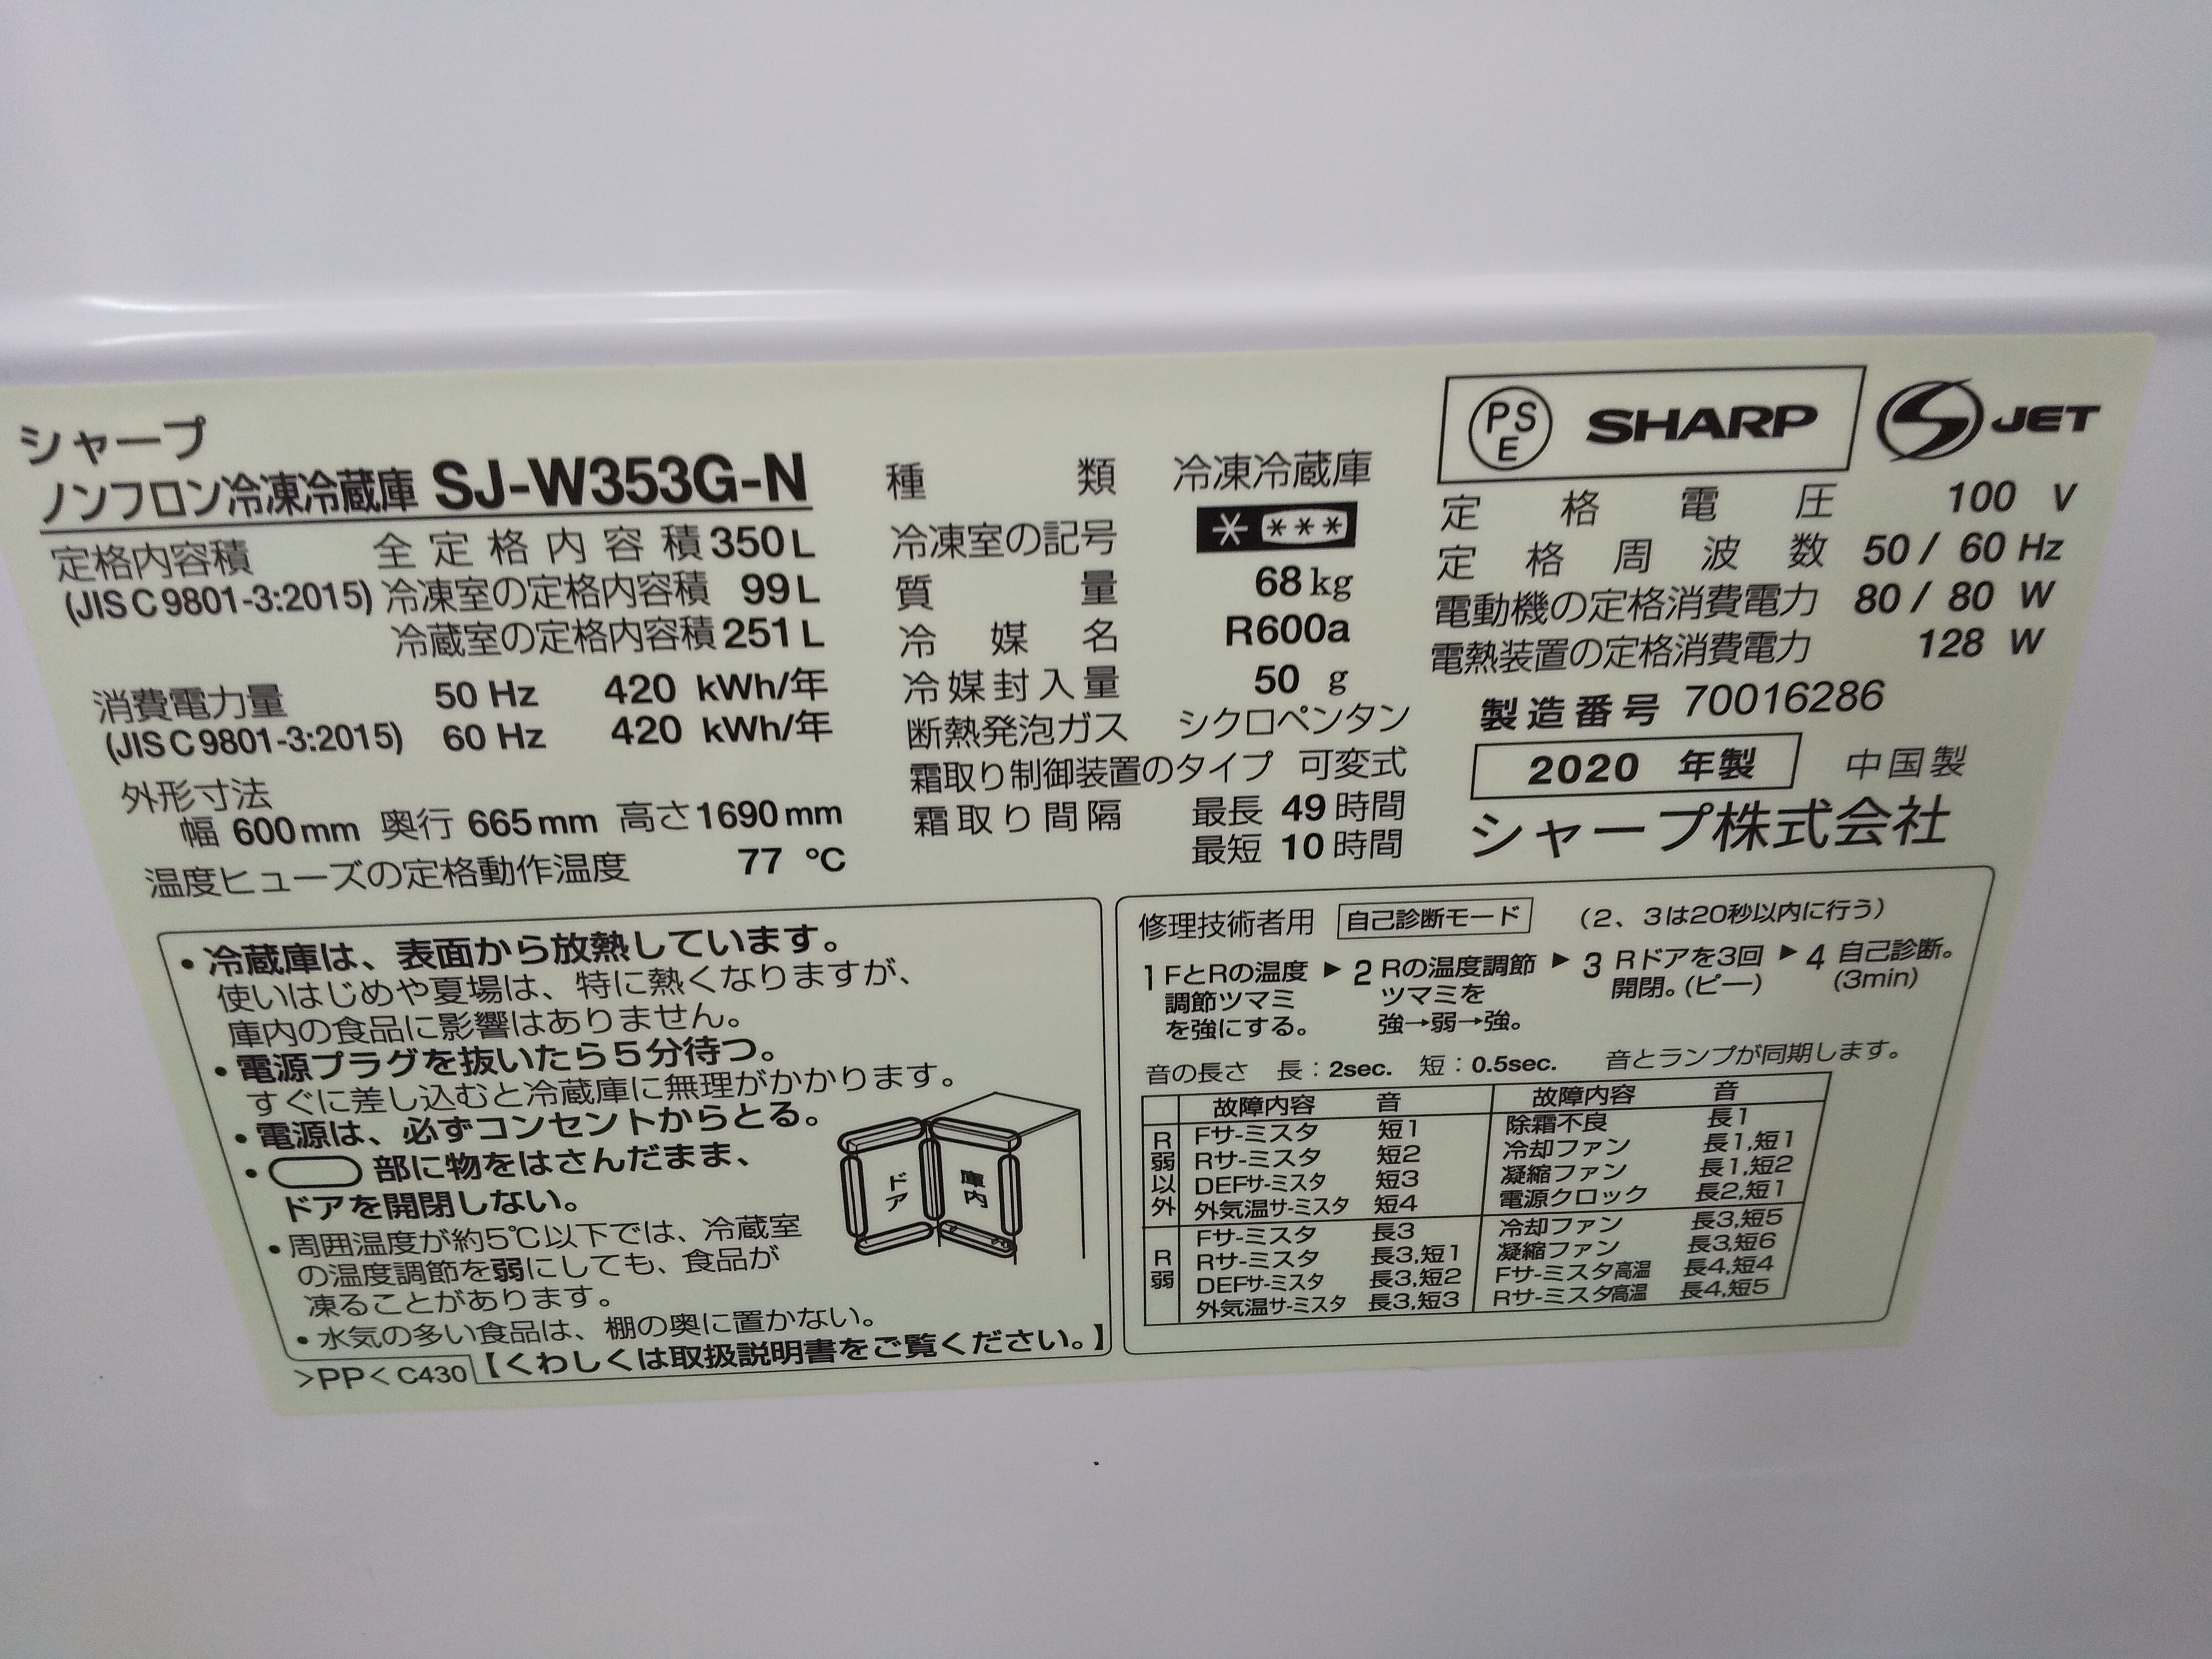 シャープ
ノンフロン冷凍冷蔵庫 SJ-W353G-N
定格内容積 全定格内容積 350L
(JIS C 9801-3:2015) 冷凍室の定格内容積 99L
冷蔵室の定格内容積 251L
消費電力量 50 Hz 420 kWh/年
(JIS C 9801-3:2015) 60 Hz 420 kWh/年
外形寸法
幅 600mm 奥行 665mm 高さ 1690mm
温度ヒューズの定格動作温度 77 ℃
種類 冷凍冷蔵庫
冷凍室の記号 * ***
質量 68kg
冷媒名 R600a
冷媒封入量 50 g
断熱発泡ガス シクロペンタン
霜取り制御装置のタイプ 可変式
霜取り間隔 最長 49時間
最短 10時間
PSE SHARP S JET
定格電圧 100 V
定格周波数 50 / 60 Hz
電動機の定格消費電力 80 / 80 W
電熱装置の定格消費電力 128 W
製造番号 70016286
2020 年製 中国製
シャープ株式会社
・冷蔵庫は、表面から放熱しています。
使いはじめや夏場は、特に熱くなりますが、
庫内の食品に影響はありません。
・電源プラグを抜いたら5分待つ。
すぐに差し込むと冷蔵庫に無理がかかります。
・電源は、必ずコンセントからとる。
・ 部に物をはさんだまま、
ドアを開閉しない。
・周囲温度が約5℃以下では、冷蔵室
の温度調節を弱にしても、食品が
凍ることがあります。
・水気の多い食品は、棚の奥に置かない。
【くわしくは取扱説明書をご覧ください。】
>PP< C430
ドア 庫内
修理技術者用 自己診断モード (2、3は20秒以内に行う)
1 FとRの温度 ▶ 2 Rの温度調節 ▶ 3 Rドアを3回 ▶ 4 自己診断。
調節ツマミ ツマミを 開閉。(ピー) (3min)
を強にする。 強→弱→強。
音の長さ 長:2sec. 短:0.5sec. 音とランプが同期します。
故障内容 音 故障内容 音
R弱以外
Fサーミスタ 短1 除霜不良 長1
Rサーミスタ 短2 冷却ファン 長1,短1
DEFサーミスタ 短3 凝縮ファン 長1,短2
外気温サーミスタ 短4 電源クロック 長2,短1
R弱
Fサーミスタ 長3 冷却ファン 長3,短5
Rサーミスタ 長3,短1 凝縮ファン 長3,短6
DEFサーミスタ 長3,短2 Fサーミスタ高温 長4,短4
外気温サーミスタ 長3,短3 Rサーミスタ高温 長4,短5